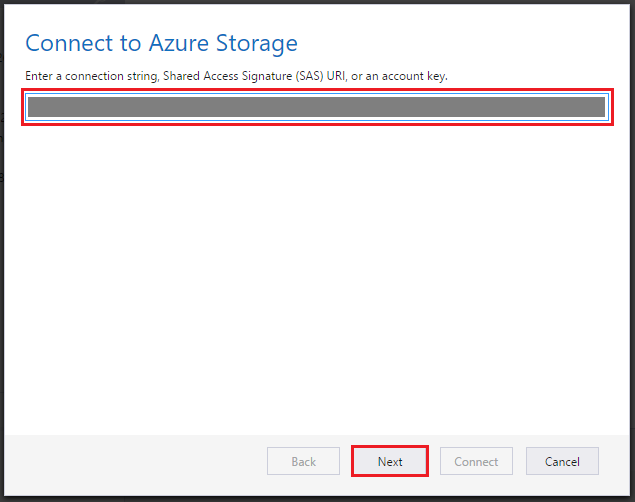 Connect to Azure Storage
Enter a connection string, Shared Access Signature (SAS) URI, or an account key.
Back
Next
Connect
Cancel